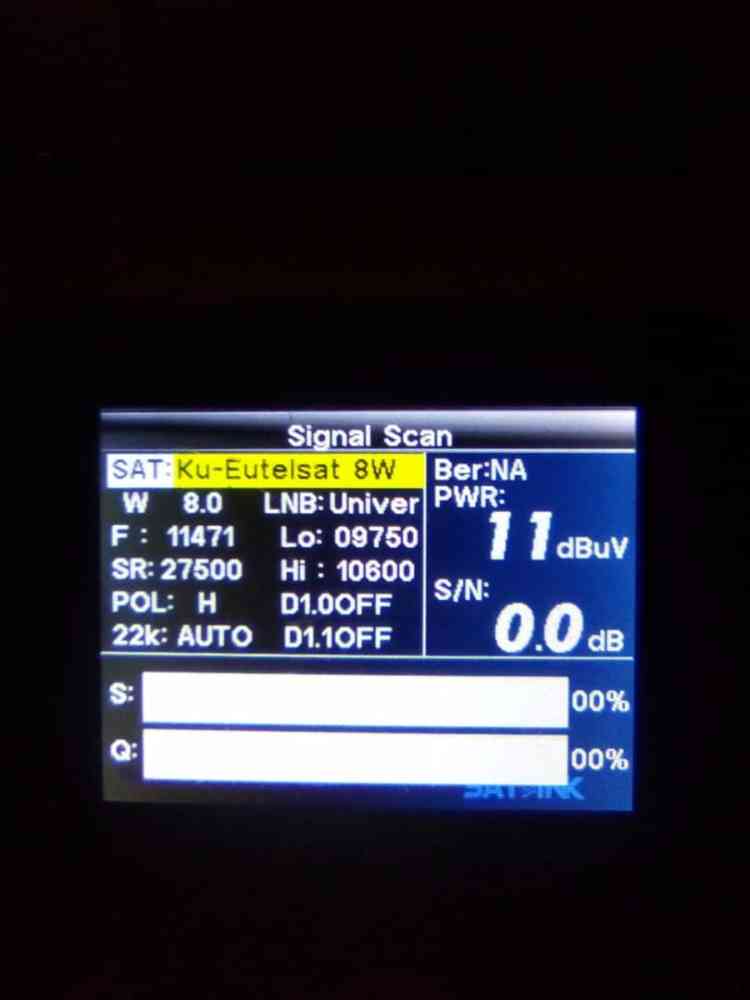 Signal Scan
SAT: Ku-Eutelsat 8W
W 8.0 LNB: Univer
F : 11471 Lo: 09750
SR: 27500 Hi : 10600
POL: H D1.0OFF
22k: AUTO D1.1OFF
Ber:NA
PWR:
11 dBuV
S/N:
0.0 dB
S: 00%
Q: 00%
SATLINK